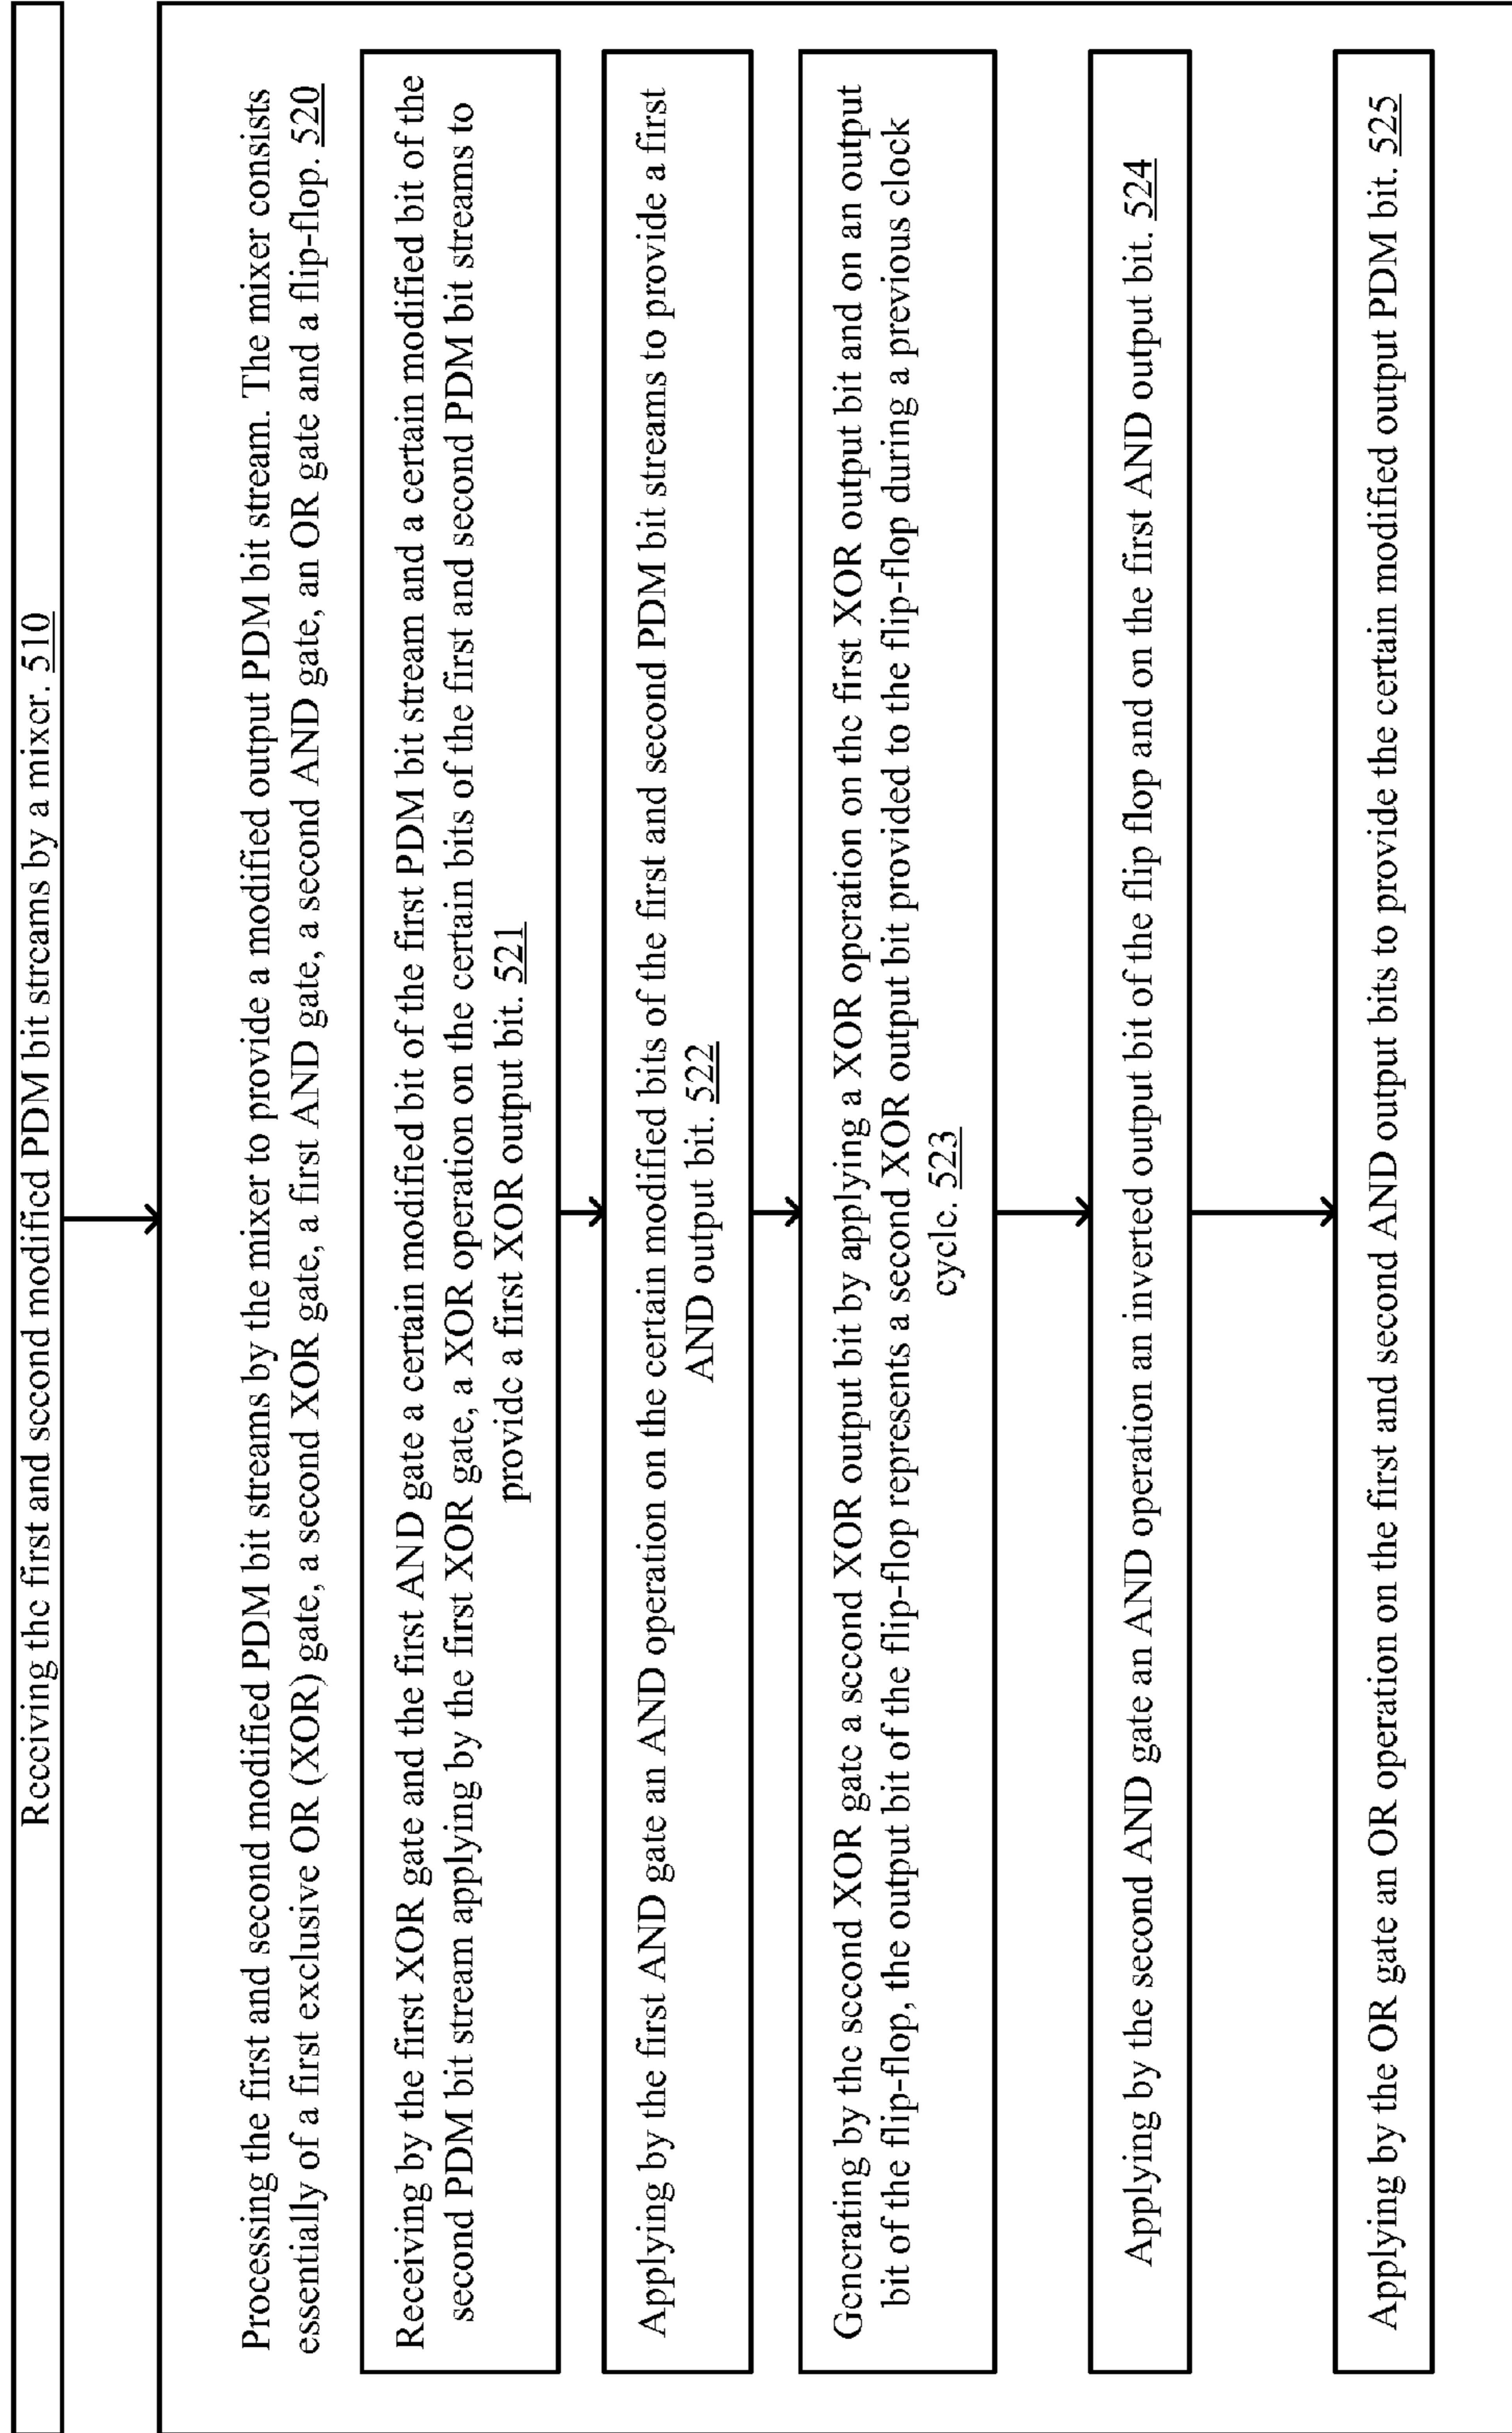 Receiving the first and second modified PDM bit streams by a mixer. 510
Processing the first and second modified PDM bit streams by the mixer to provide a modified output PDM bit stream. The mixer consists
essentially of a first exclusive OR (XOR) gate, a second XOR gate, a first AND gate, a second AND gate, an OR gate and a flip-flop. 520
Receiving by the first XOR gate and the first AND gate a certain modified bit of the first PDM bit stream and a certain modified bit of the
second PDM bit stream applying by the first XOR gate, a XOR operation on the certain bits of the first and second PDM bit streams to
provide a first XOR output bit. 521
Applying by the first AND gate an AND operation on the certain modified bits of the first and second PDM bit streams to provide a first
AND output bit. 522
Generating by the second XOR gate a second XOR output bit by applying a XOR operation on the first XOR output bit and on an output
bit of the flip-flop, the output bit of the flip-flop represents a second XOR output bit provided to the flip-flop during a previous clock
cycle. 523
Applying by the second AND gate an AND operation an inverted output bit of the flip flop and on the first AND output bit. 524
Applying by the OR gate an OR operation on the first and second AND output bits to provide the certain modified output PDM bit. 525